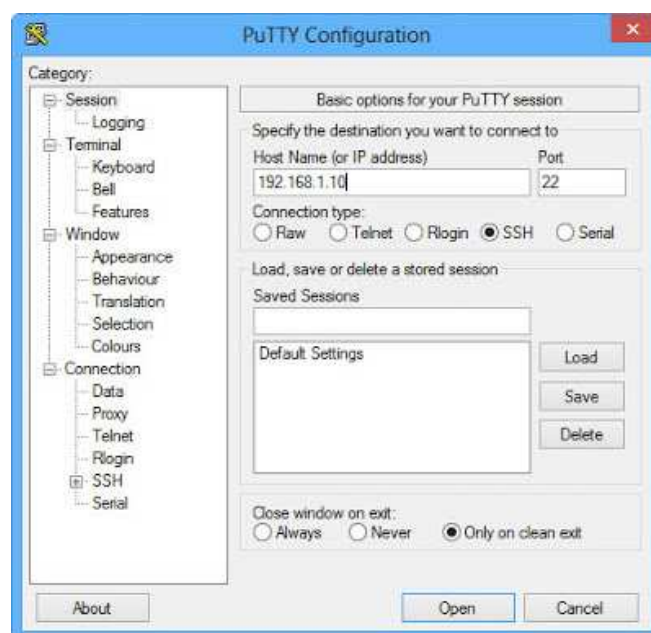 PuTTY Configuration
Category:
Session
Logging
Terminal
Keyboard
Bell
Features
Window
Appearance
Behaviour
Translation
Selection
Colours
Connection
Data
Proxy
Telnet
Rlogin
SSH
Serial
Basic options for your PuTTY session
Specify the destination you want to connect to
Host Name (or IP address) Port
192.168.1.10 22
Connection type:
Raw Telnet Rlogin SSH Serial
Load, save or delete a stored session
Saved Sessions
Default Settings
Load
Save
Delete
Close window on exit:
Always Never Only on clean exit
About Open Cancel